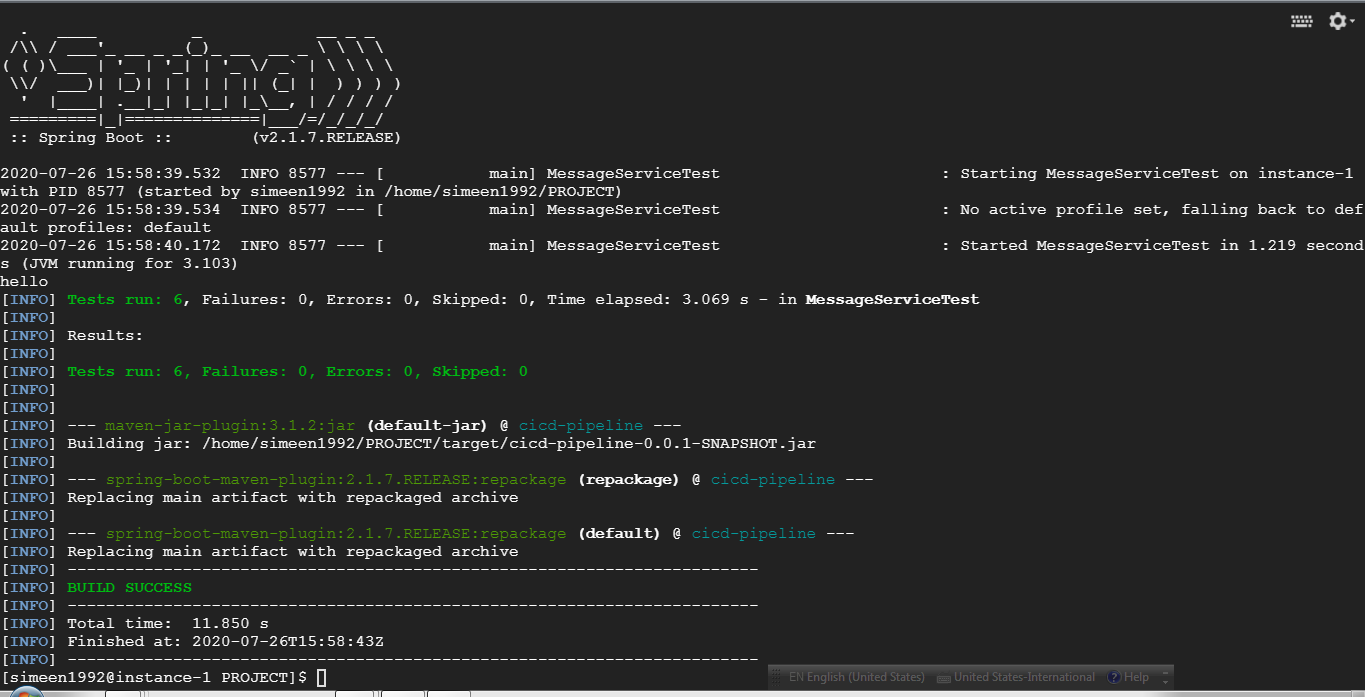 .   ____          _            __ _ _
 /\\ / ___'_ __ _ _(_)_ __  __ _ \ \ \ \
( ( )\___ | '_ | '_| | '_ \/ _` | \ \ \ \
 \\/  ___)| |_)| | | | | || (_| |  ) ) ) )
  '  |____| .__|_| |_|_| |_\__, | / / / /
 =========|_|==============|___/=/_/_/_/
 :: Spring Boot ::        (v2.1.7.RELEASE)
2020-07-26 15:58:39.532  INFO 8577 --- [           main] MessageServiceTest                       : Starting MessageServiceTest on instance-1
with PID 8577 (started by simeen1992 in /home/simeen1992/PROJECT)
2020-07-26 15:58:39.534  INFO 8577 --- [           main] MessageServiceTest                       : No active profile set, falling back to def
ault profiles: default
2020-07-26 15:58:40.172  INFO 8577 --- [           main] MessageServiceTest                       : Started MessageServiceTest in 1.219 second
s (JVM running for 3.103)
hello
[INFO] Tests run: 6, Failures: 0, Errors: 0, Skipped: 0, Time elapsed: 3.069 s - in MessageServiceTest
[INFO]
[INFO] Results:
[INFO]
[INFO] Tests run: 6, Failures: 0, Errors: 0, Skipped: 0
[INFO]
[INFO]
[INFO] --- maven-jar-plugin:3.1.2:jar (default-jar) @ cicd-pipeline ---
[INFO] Building jar: /home/simeen1992/PROJECT/target/cicd-pipeline-0.0.1-SNAPSHOT.jar
[INFO]
[INFO] --- spring-boot-maven-plugin:2.1.7.RELEASE:repackage (repackage) @ cicd-pipeline ---
[INFO] Replacing main artifact with repackaged archive
[INFO]
[INFO] --- spring-boot-maven-plugin:2.1.7.RELEASE:repackage (default) @ cicd-pipeline ---
[INFO] Replacing main artifact with repackaged archive
[INFO] ------------------------------------------------------------------------
[INFO] BUILD SUCCESS
[INFO] ------------------------------------------------------------------------
[INFO] Total time:  11.850 s
[INFO] Finished at: 2020-07-26T15:58:43Z
[INFO] ------------------------------------------------------------------------
[simeen1992@instance-1 PROJECT]$
EN English (United States) United States-International ? Help